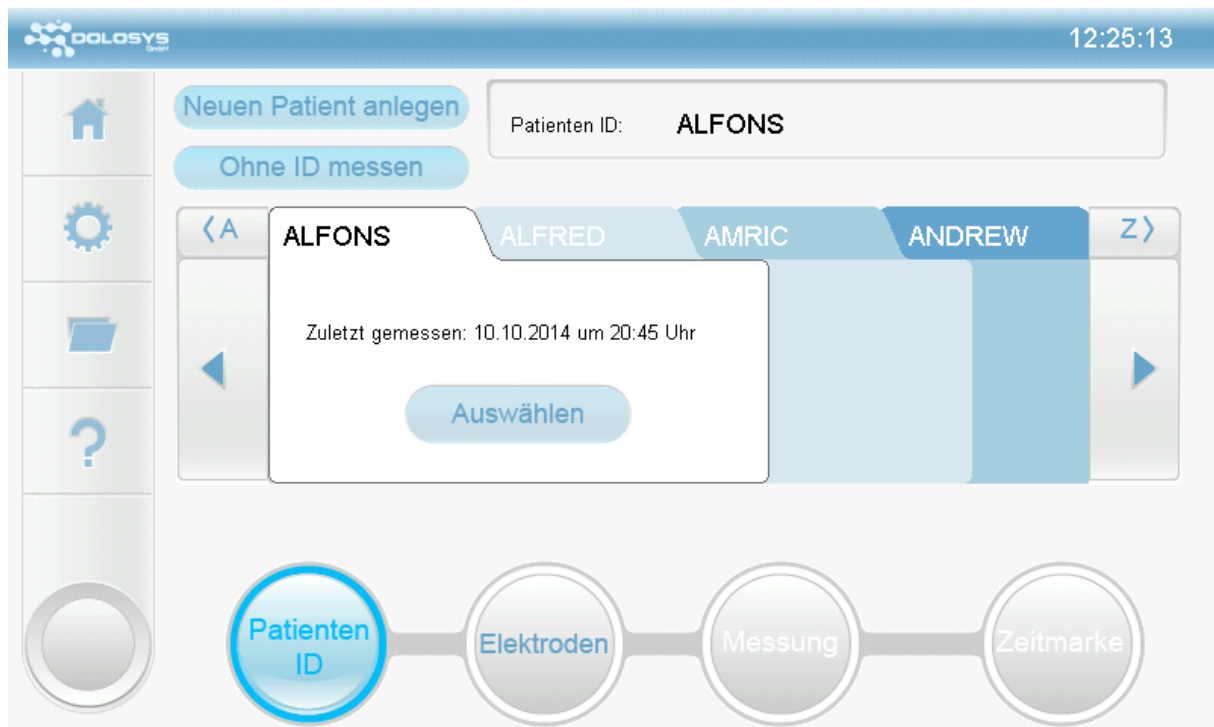 DOLOSYS
GmbH
12:25:13
Neuen Patient anlegen
Ohne ID messen
Patienten ID: ALFONS
〈A
ALFONS
ALFRED
AMRIC
ANDREW
Z〉
Zuletzt gemessen: 10.10.2014 um 20:45 Uhr
Auswählen
?
Patienten
ID
Elektroden
Messung
Zeitmarke